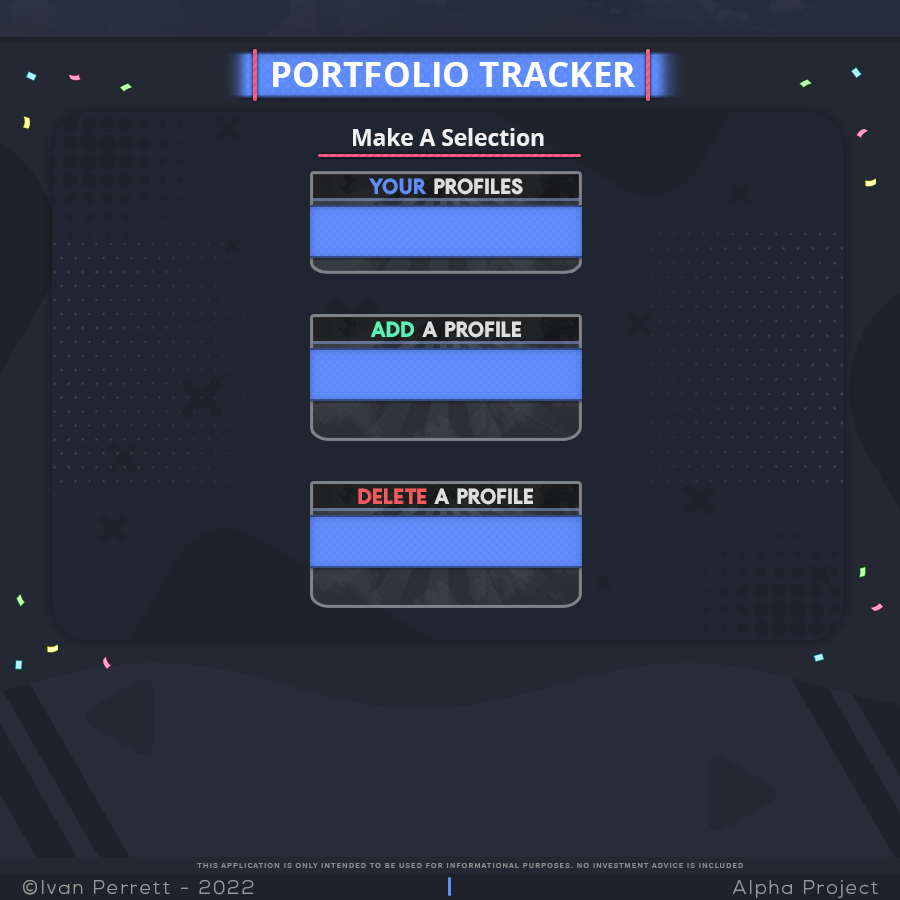 PORTFOLIO TRACKER
Make A Selection
YOUR PROFILES
ADD A PROFILE
DELETE A PROFILE
THIS APPLICATION IS ONLY INTENDED TO BE USED FOR INFORMATIONAL PURPOSES. NO INVESTMENT ADVICE IS INCLUDED
©Ivan Perrett - 2022
Alpha Project